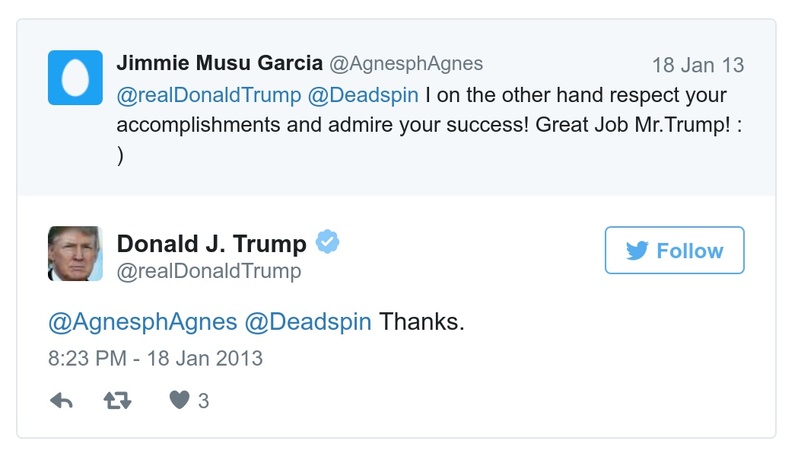 Jimmie Musu Garcia @AgnesphAgnes 18 Jan 13
@realDonaldTrump @Deadspin I on the other hand respect your
accomplishments and admire your success! Great Job Mr.Trump! :
)
Donald J. Trump
@realDonaldTrump
Follow
@AgnesphAgnes @Deadspin Thanks.
8:23 PM - 18 Jan 2013
3